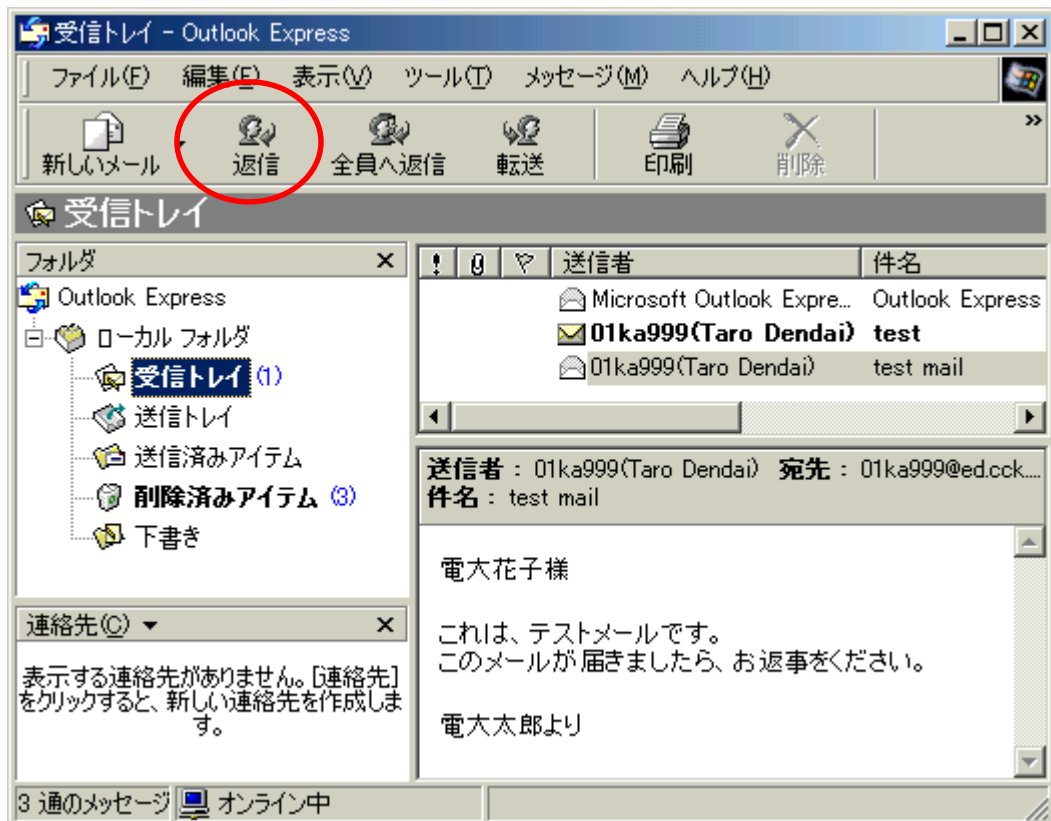 受信トレイ - Outlook Express
ファイル(F) 編集(E) 表示(V) ツール(T) メッセージ(M) ヘルプ(H)
新しいメール 返信 全員へ返信 転送 印刷 削除 »
受信トレイ
フォルダ
Outlook Express
ローカル フォルダ
受信トレイ (1)
送信トレイ
送信済みアイテム
削除済みアイテム (3)
下書き
連絡先(C)
表示する連絡先がありません。[連絡先]
をクリックすると、新しい連絡先を作成しま
す。
送信者 件名
Microsoft Outlook Expre... Outlook Express
01ka999(Taro Dendai) test
01ka999(Taro Dendai) test mail
送信者： 01ka999(Taro Dendai) 宛先： 01ka999@ed.cck....
件名： test mail
電大花子様
これは、テストメールです。
このメールが届きましたら、お返事をください。
電大太郎より
3 通のメッセージ オンライン中